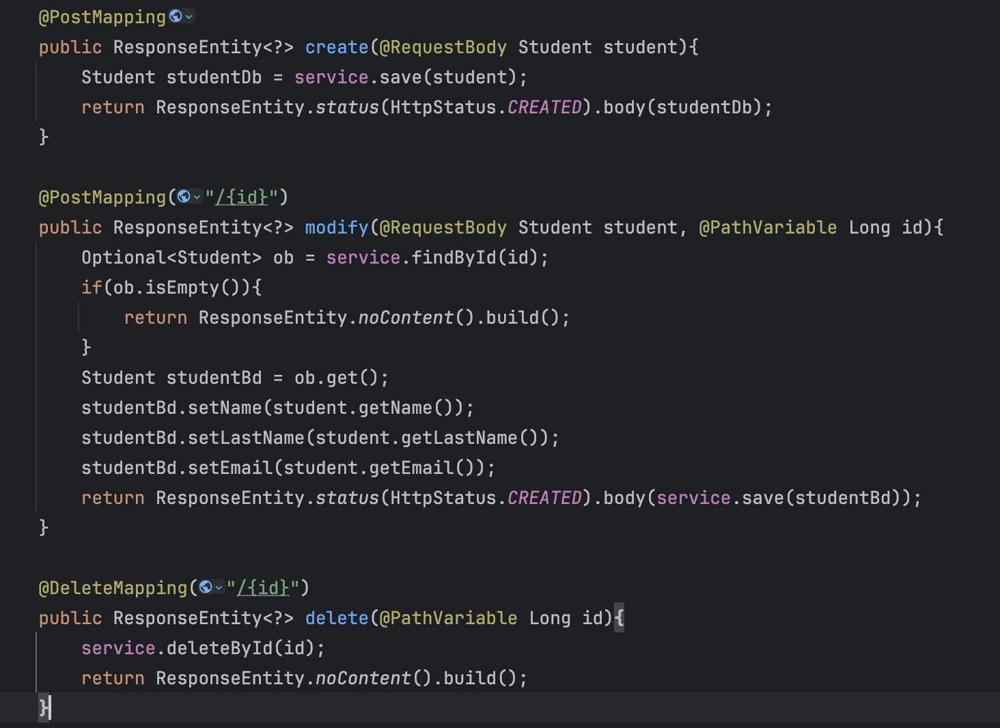 @PostMapping
public ResponseEntity<?> create(@RequestBody Student student){
    Student studentDb = service.save(student);
    return ResponseEntity.status(HttpStatus.CREATED).body(studentDb);
}

@PostMapping("/{id}")
public ResponseEntity<?> modify(@RequestBody Student student, @PathVariable Long id){
    Optional<Student> ob = service.findById(id);
    if(ob.isEmpty()){
        return ResponseEntity.noContent().build();
    }
    Student studentBd = ob.get();
    studentBd.setName(student.getName());
    studentBd.setLastName(student.getLastName());
    studentBd.setEmail(student.getEmail());
    return ResponseEntity.status(HttpStatus.CREATED).body(service.save(studentBd));
}

@DeleteMapping("/{id}")
public ResponseEntity<?> delete(@PathVariable Long id){
    service.deleteById(id);
    return ResponseEntity.noContent().build();
}